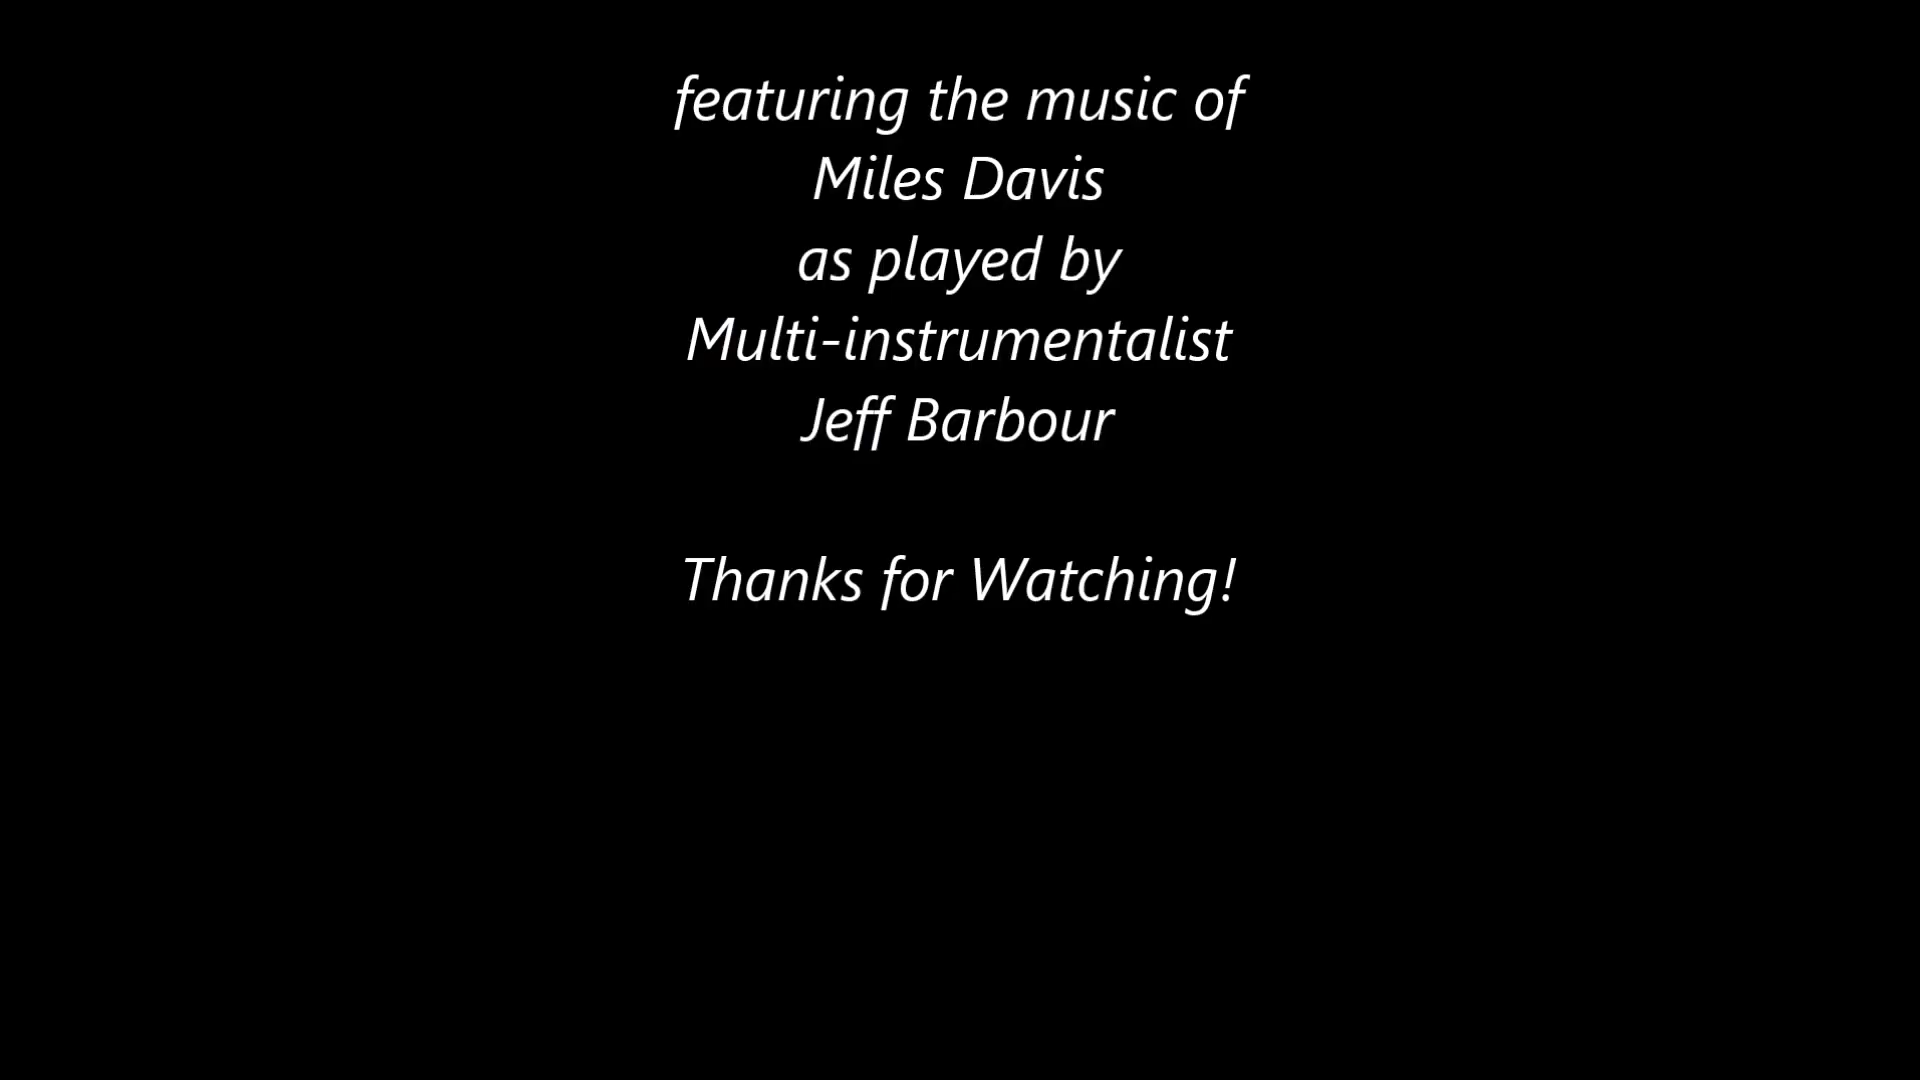 featuring the music of
Miles Davis
as played by
Multi-instrumentalist
Jeff Barbour
Thanks for Watching!